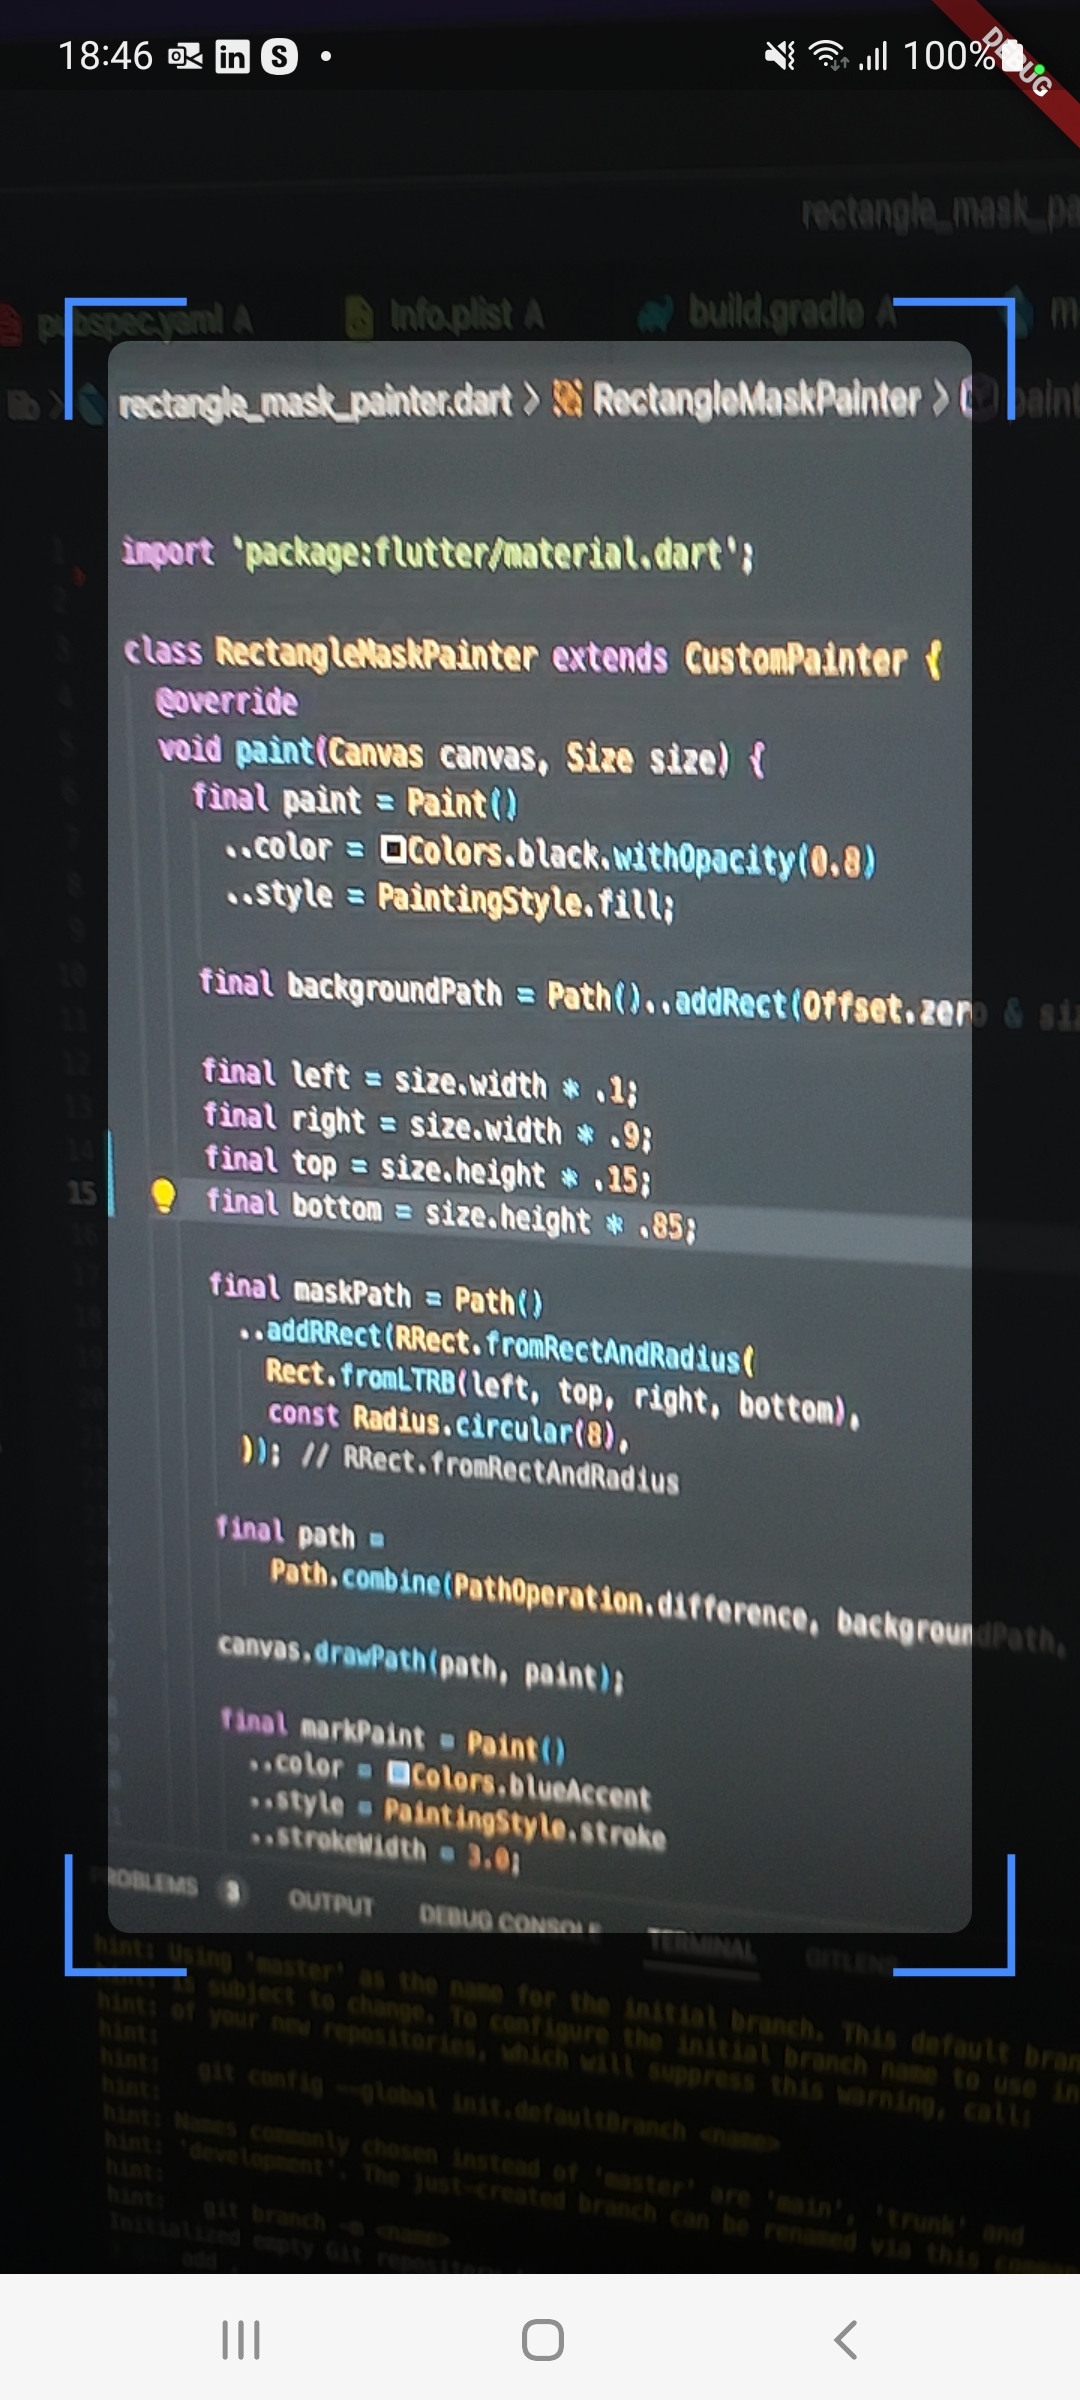 18:46 S 100%
DEBUG
rectangle_mask_pa
pubspec.yaml A Info.plist A build.gradle A m
rectangle_mask_painter.dart > RectangleMaskPainter > paint
import 'package:flutter/material.dart';
class RectangleMaskPainter extends CustomPainter {
@override
void paint(Canvas canvas, Size size) {
final paint = Paint()
..color = Colors.black.withOpacity(0.8)
..style = PaintingStyle.fill;
final backgroundPath = Path()..addRect(Offset.zero & siz
final left = size.width * .1;
final right = size.width * .9;
final top = size.height * .15;
15 final bottom = size.height * .85;
final maskPath = Path()
..addRRect(RRect.fromRectAndRadius(
Rect.fromLTRB(left, top, right, bottom),
const Radius.circular(8),
)); // RRect.fromRectAndRadius
final path =
Path.combine(PathOperation.difference, backgroundPath,
canvas.drawPath(path, paint);
final markPaint = Paint()
..color = Colors.blueAccent
..style = PaintingStyle.stroke
..strokeWidth = 3.0;
PROBLEMS 3 OUTPUT DEBUG CONSOLE TERMINAL GITLENS
hint: Using 'master' as the name for the initial branch. This default bran
hint: is subject to change. To configure the initial branch name to use in
hint: of your new repositories, which will suppress this warning, call:
hint:
hint: git config --global init.defaultBranch <name>
hint:
hint: Names commonly chosen instead of 'master' are 'main', 'trunk' and
hint: 'development'. The just-created branch can be renamed via this comman
hint:
hint: git branch -m <name>
Initialized empty Git repository
add